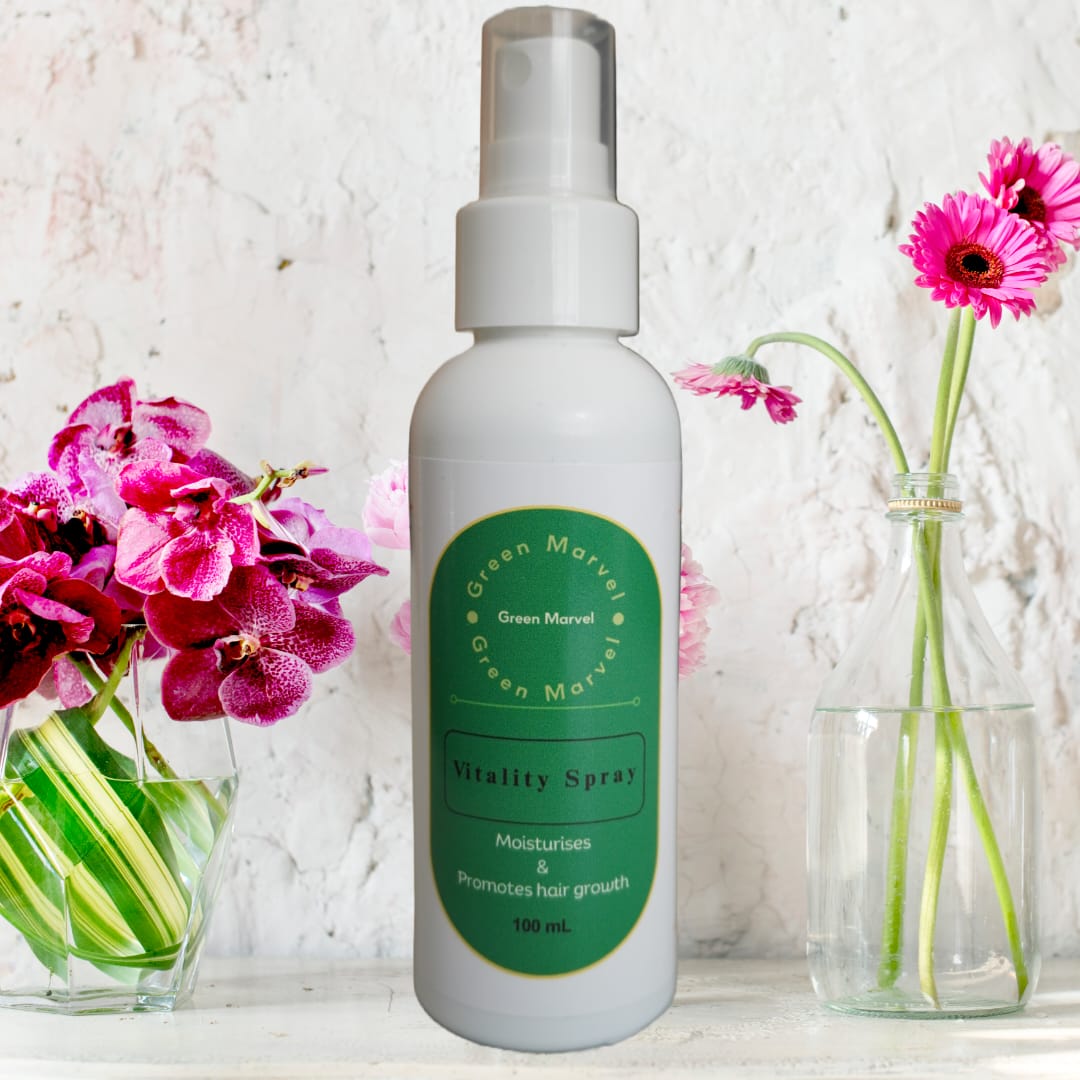 Green Marvel
Green Marvel
Green Marvel
Vitality Spray
Moisturises
&
Promotes hair growth
100 mL